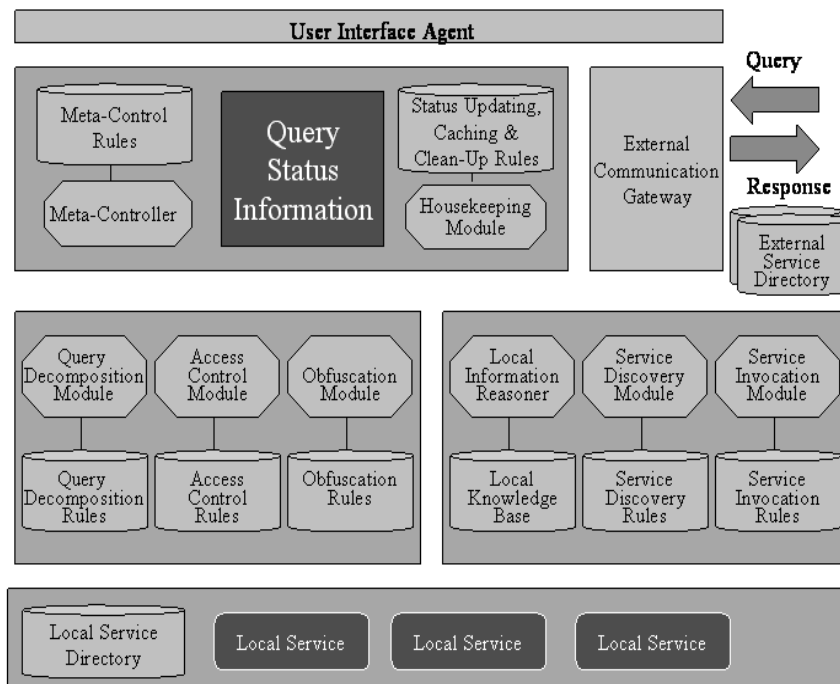 User Interface Agent
Meta-Control
Rules
Meta-Controller
Query
Status
Information
Status Updating,
Caching &
Clean-Up Rules
Housekeeping
Module
External
Communication
Gateway
Query
Response
External
Service
Directory
Query
Decomposition
Module
Access
Control
Module
Obfuscation
Module
Query
Decomposition
Rules
Access
Control
Rules
Obfuscation
Rules
Local
Information
Reasoner
Service
Discovery
Module
Service
Invocation
Module
Local
Knowledge
Base
Service
Discovery
Rules
Service
Invocation
Rules
Local Service
Directory
Local Service
Local Service
Local Service